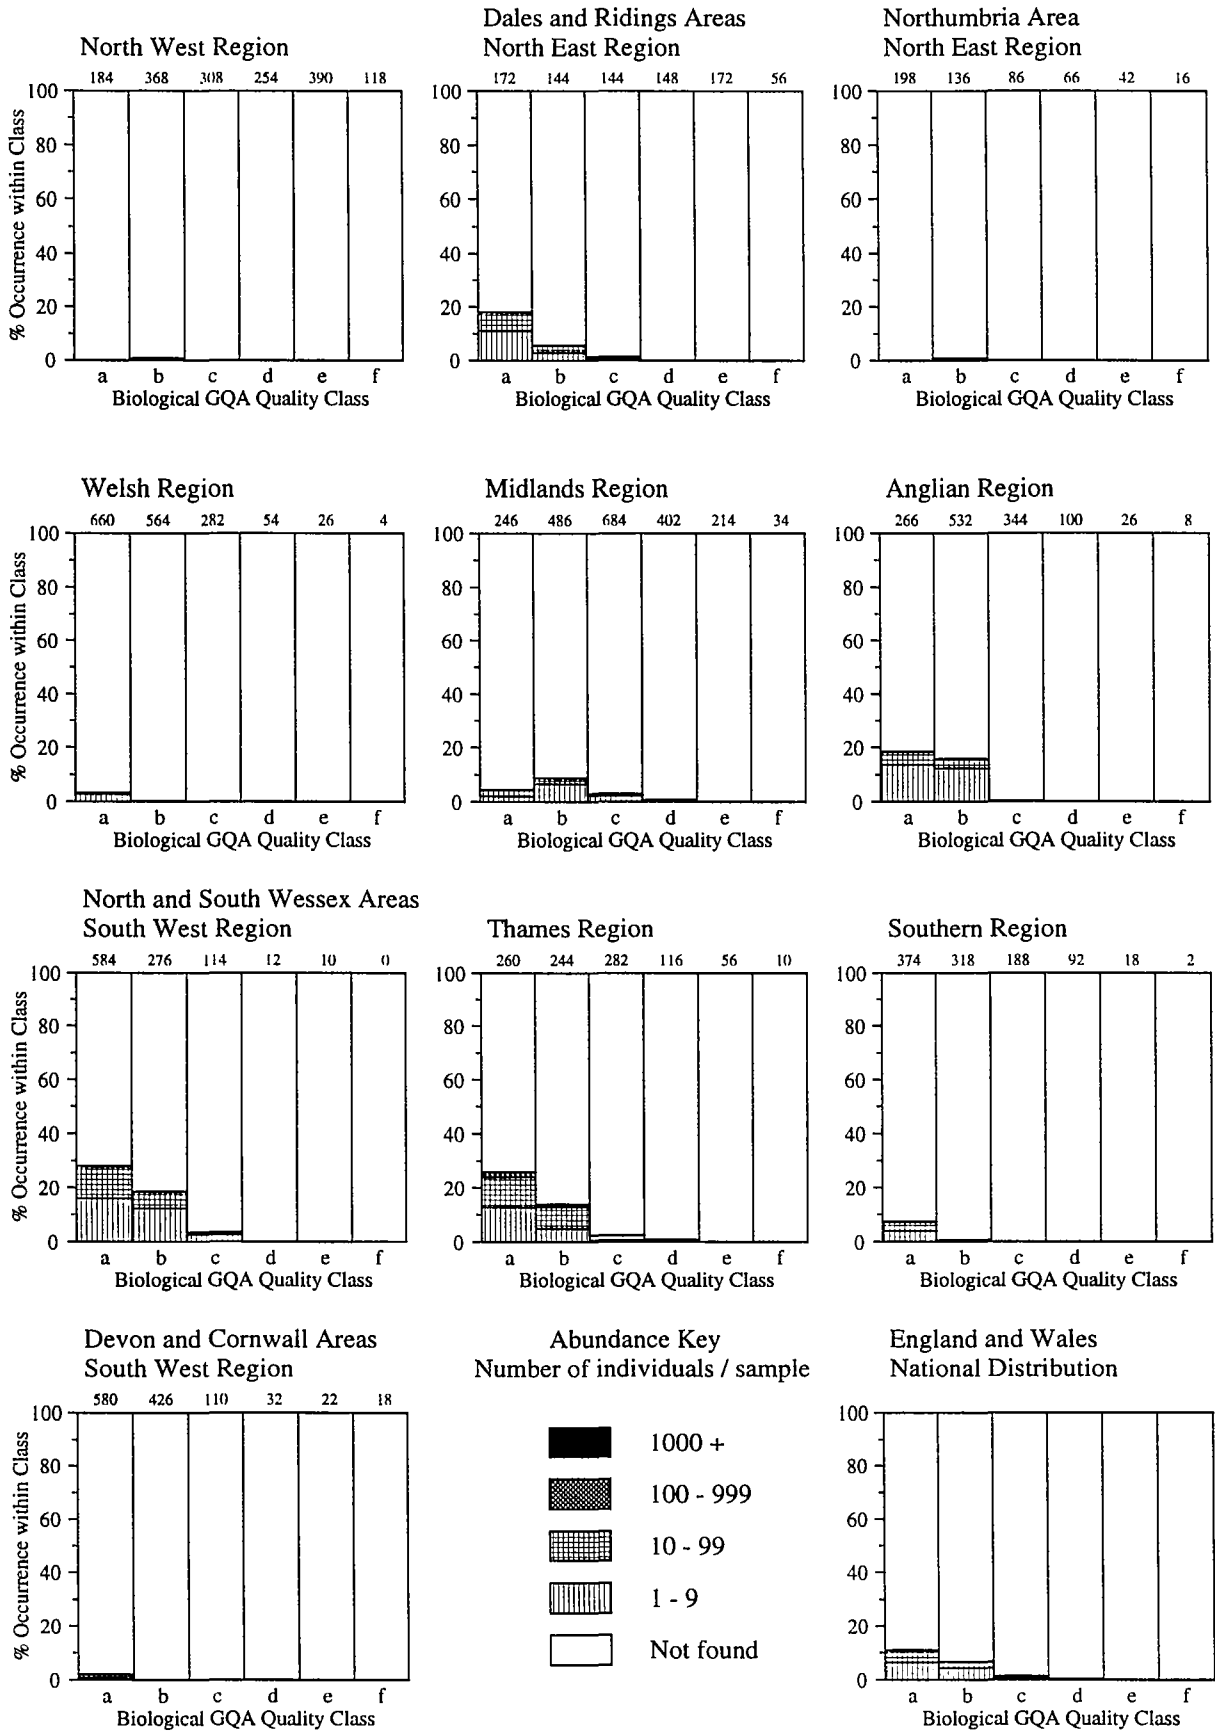 North West Region
184 368 308 254 390 118
100
80
60
40
20
0
% Occurrence within Class
a b c d e f
Biological GQA Quality Class
Dales and Ridings Areas
North East Region
172 144 144 148 172 56
100
80
60
40
20
0
a b c d e f
Biological GQA Quality Class
Northumbria Area
North East Region
198 136 86 66 42 16
100
80
60
40
20
0
a b c d e f
Biological GQA Quality Class
Welsh Region
660 564 282 54 26 4
100
80
60
40
20
0
% Occurrence within Class
a b c d e f
Biological GQA Quality Class
Midlands Region
246 486 684 402 214 34
100
80
60
40
20
0
a b c d e f
Biological GQA Quality Class
Anglian Region
266 532 344 100 26 8
100
80
60
40
20
0
a b c d e f
Biological GQA Quality Class
North and South Wessex Areas
South West Region
584 276 114 12 10 0
100
80
60
40
20
0
% Occurrence within Class
a b c d e f
Biological GQA Quality Class
Thames Region
260 244 282 116 56 10
100
80
60
40
20
0
a b c d e f
Biological GQA Quality Class
Southern Region
374 318 188 92 18 2
100
80
60
40
20
0
a b c d e f
Biological GQA Quality Class
Devon and Cornwall Areas
South West Region
580 426 110 32 22 18
100
80
60
40
20
0
% Occurrence within Class
a b c d e f
Biological GQA Quality Class
Abundance Key
Number of individuals / sample
1000 +
100 - 999
10 - 99
1 - 9
Not found
England and Wales
National Distribution
100
80
60
40
20
0
a b c d e f
Biological GQA Quality Class